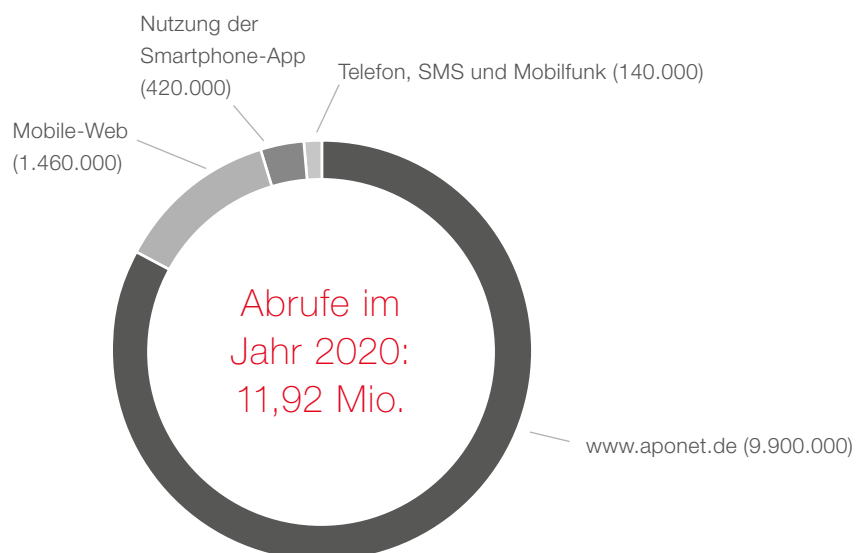 Nutzung der
Smartphone-App
(420.000)
Telefon, SMS und Mobilfunk (140.000)
Mobile-Web
(1.460.000)
Abrufe im
Jahr 2020:
11,92 Mio.
www.aponet.de (9.900.000)